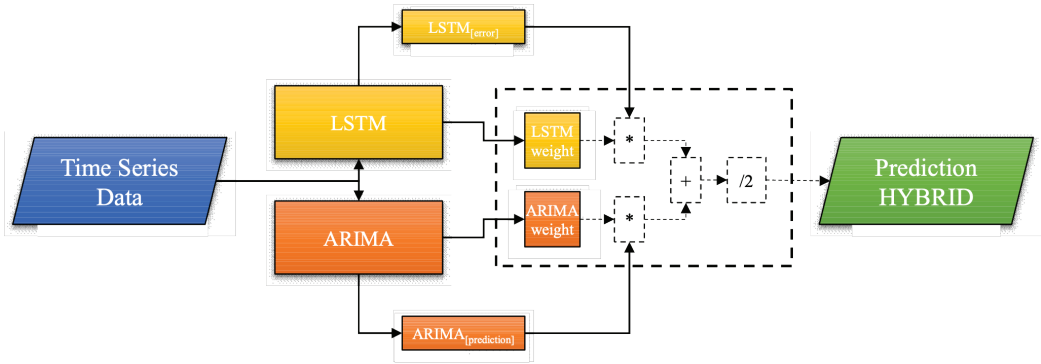 LSTM[error]
LSTM
LSTM
weight
*
Time Series
Data
+
/2
Prediction
HYBRID
ARIMA
ARIMA
weight
*
ARIMA[prediction]